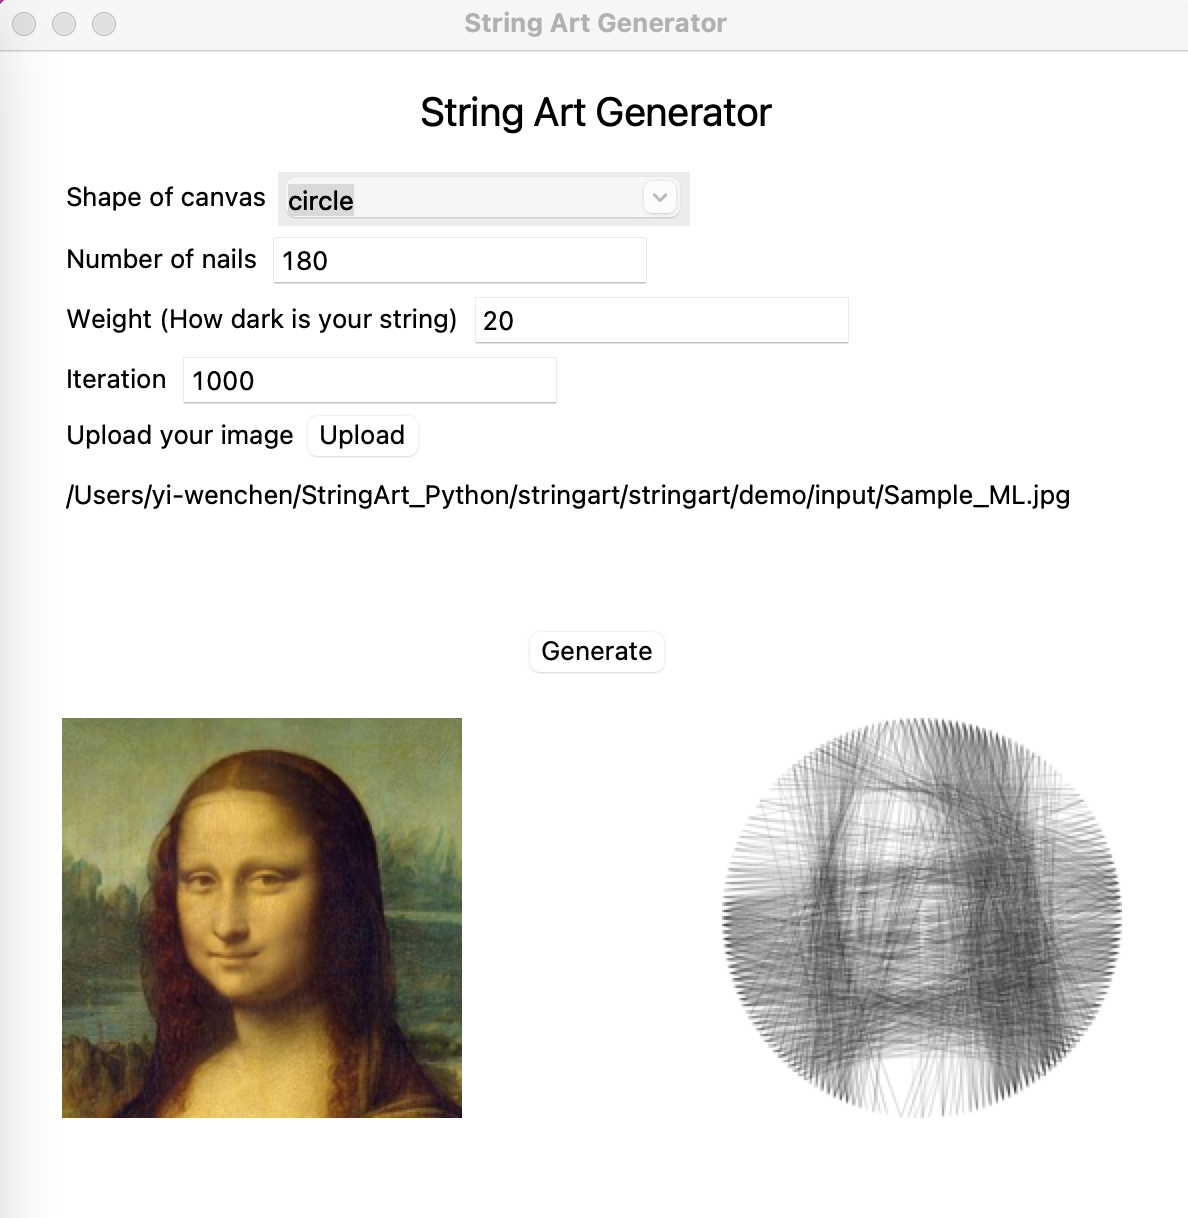 String Art Generator
String Art Generator
Shape of canvas circle
Number of nails 180
Weight (How dark is your string) 20
Iteration 1000
Upload your image Upload
/Users/yi-wenchen/StringArt_Python/stringart/stringart/demo/input/Sample_ML.jpg
Generate